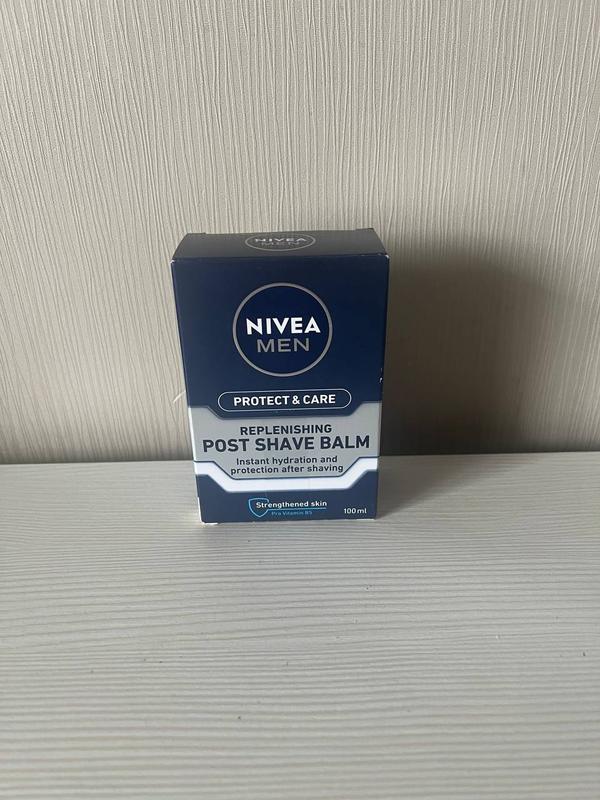 NIVEA
MEN
NIVEA
MEN
PROTECT & CARE
REPLENISHING
POST SHAVE BALM
Instant hydration and
protection after shaving
Strengthened skin
Pro Vitamin B5
100 ml